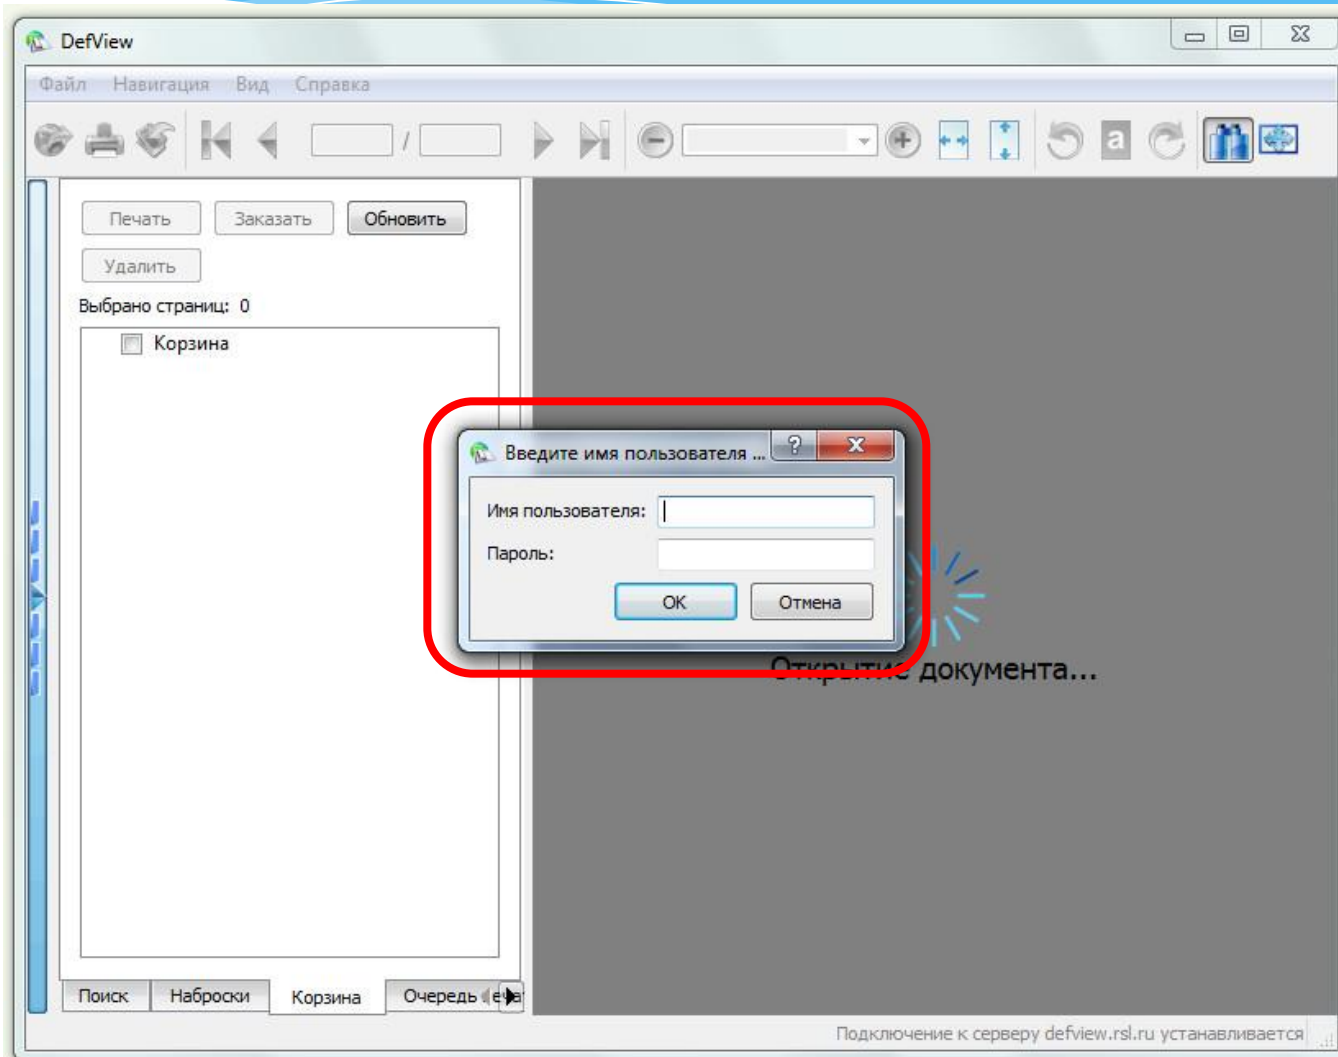 DefView
Файл Навигация Вид Справка
/
a
Печать Заказать Обновить
Удалить
Выбрано страниц: 0
Корзина
Введите имя пользователя ...
Имя пользователя:
Пароль:
OK Отмена
Открытие документа...
Поиск Наброски Корзина Очередь
Подключение к серверу defview.rsl.ru устанавливается